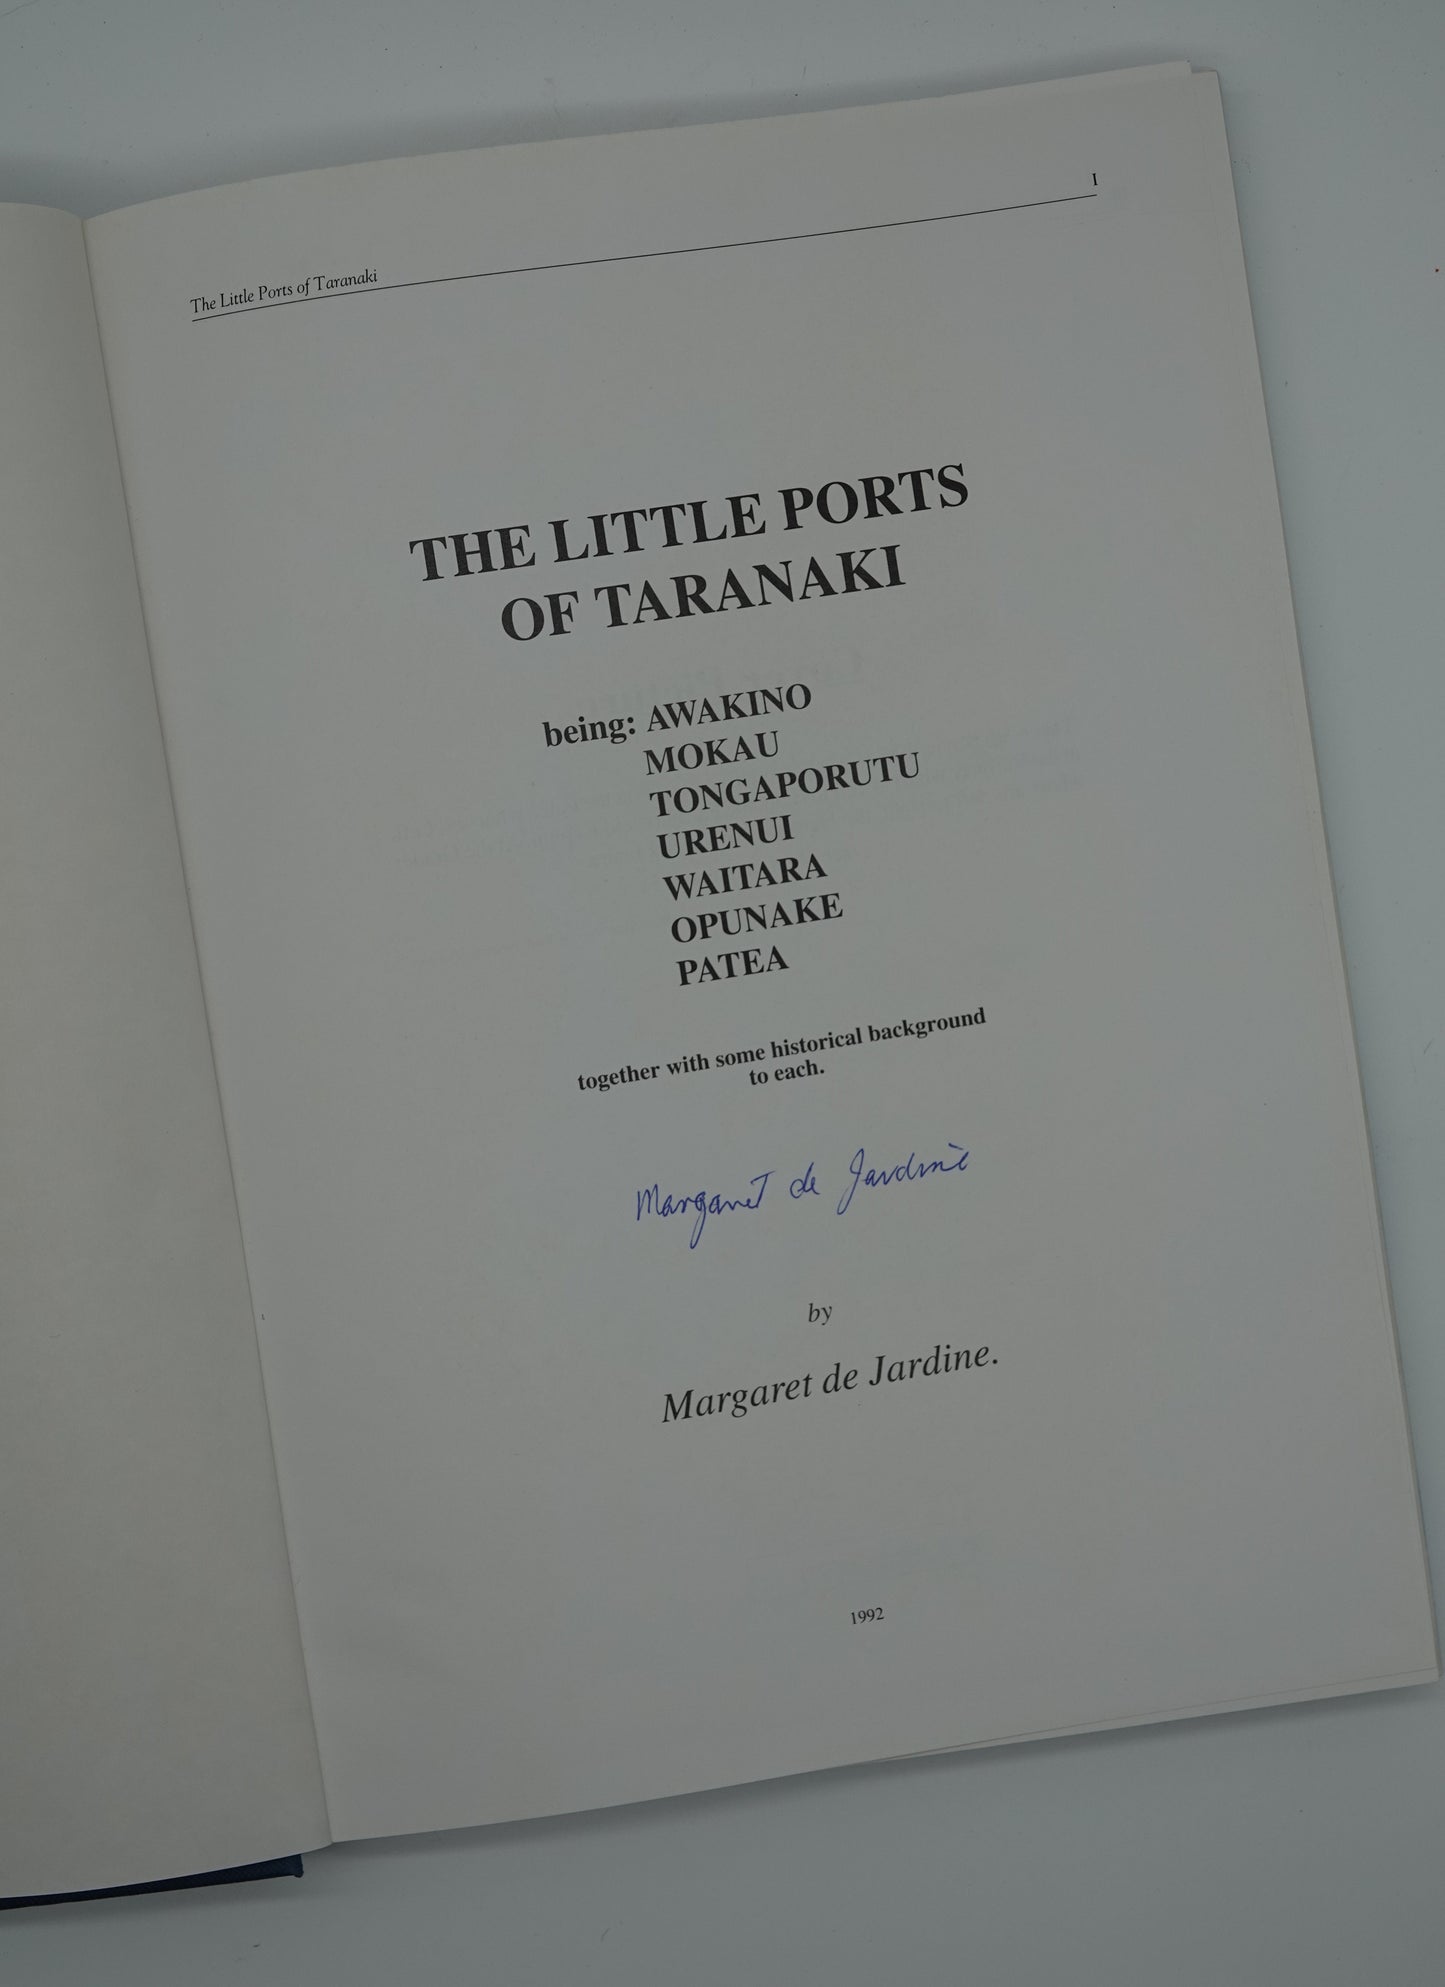 I
The Little Ports of Taranaki
THE LITTLE PORTS
OF TARANAKI
being: AWAKINO
MOKAU
TONGAPORUTU
URENUI
WAITARA
OPUNAKE
PATEA
together with some historical background
to each.
Margaret de Jardine
by
Margaret de Jardine.
1992